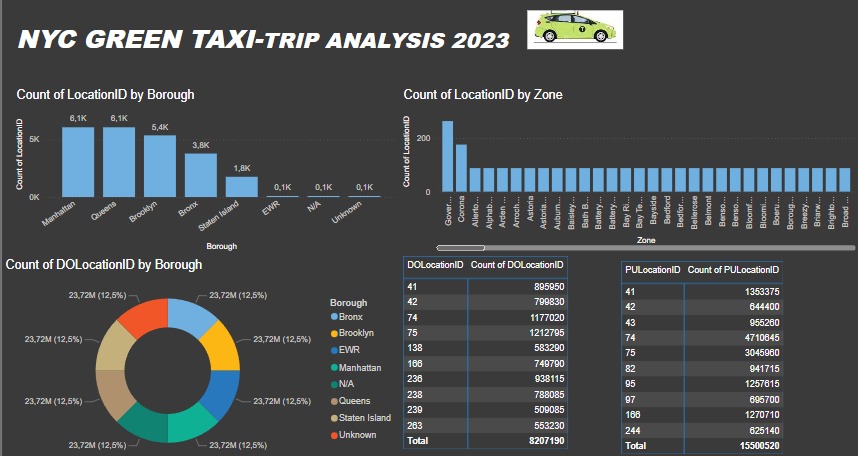 NYC GREEN TAXI-TRIP ANALYSIS 2023
Count of LocationID by Borough
Count of LocationID
5K
0K
6,1K
6,1K
5,4K
3,8K
1,8K
0,1K
0,1K
0,1K
Manhattan
Queens
Brooklyn
Bronx
Staten Island
EWR
N/A
Unknown
Borough
Count of LocationID by Zone
Count of LocationID
200
0
Gover...
Corona
Allerto...
Alphab...
Arden ...
Arroch...
Astoria
Astoria...
Auburn...
Baisley...
Bath B...
Battery...
Battery...
Bay Ri...
Bay Te...
Bayside
Bedford
Bedfor...
Bellerose
Belmont
Benso...
Benso...
Bloomf...
Bloomi...
Boeru...
Boroug...
Breezy...
Briarw...
Brighto...
Broad ...
Zone
Count of DOLocationID by Borough
23,72M (12,5%)
23,72M (12,5%)
23,72M (12,5%)
23,72M (12,5%)
23,72M (12,5%)
23,72M (12,5%)
23,72M (12,5%)
23,72M (12,5%)
Borough
Bronx
Brooklyn
EWR
Manhattan
N/A
Queens
Staten Island
Unknown
DOLocationID Count of DOLocationID
41 895950
42 799830
74 1177020
75 1212795
138 583290
166 749790
236 938115
238 788085
239 509085
263 553230
Total 8207190
PULocationID Count of PULocationID
41 1353375
42 644400
43 955260
74 4710645
75 3045960
82 941715
95 1257615
97 695700
166 1270710
244 625140
Total 15500520